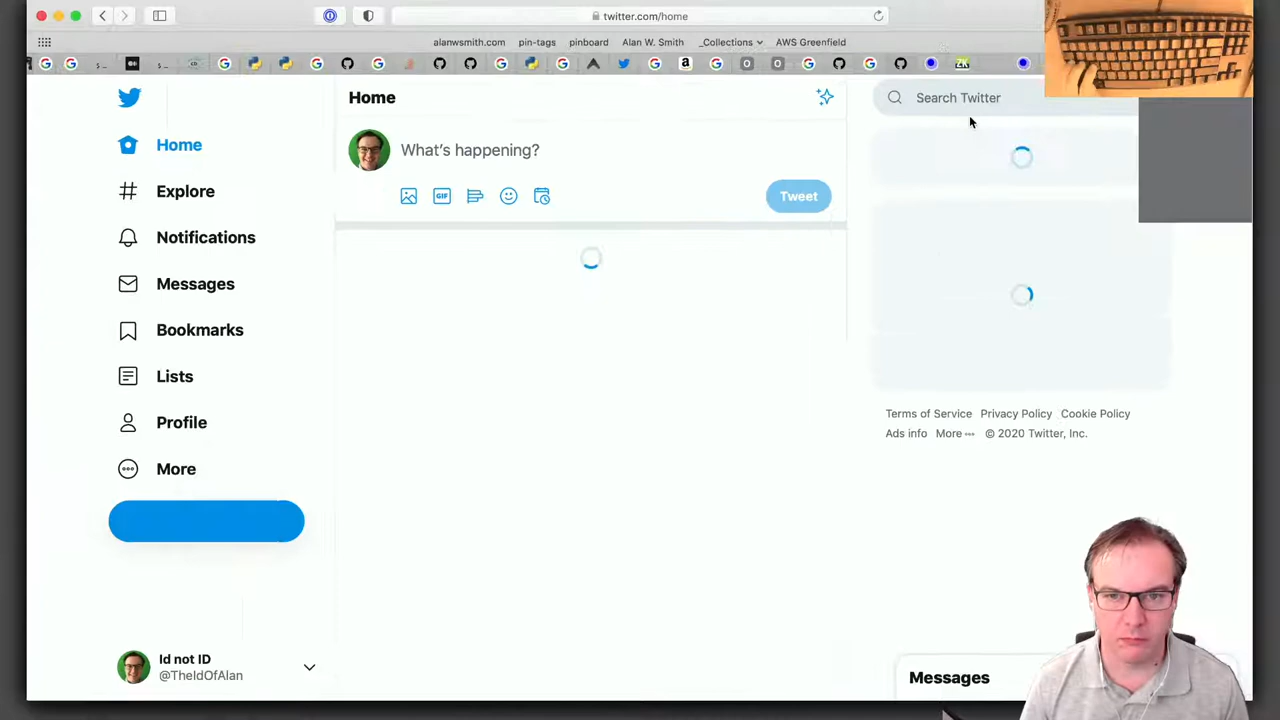 twitter.com/home
alanwsmith.com pin-tags pinboard Alan W. Smith _Collections AWS Greenfield
Home
Search Twitter
Home
What's happening?
GIF
Tweet
Explore
Notifications
Messages
Bookmarks
Lists
Profile
More
Terms of Service Privacy Policy Cookie Policy
Ads info More ••• © 2020 Twitter, Inc.
Id not ID
@TheIdOfAlan
Messages